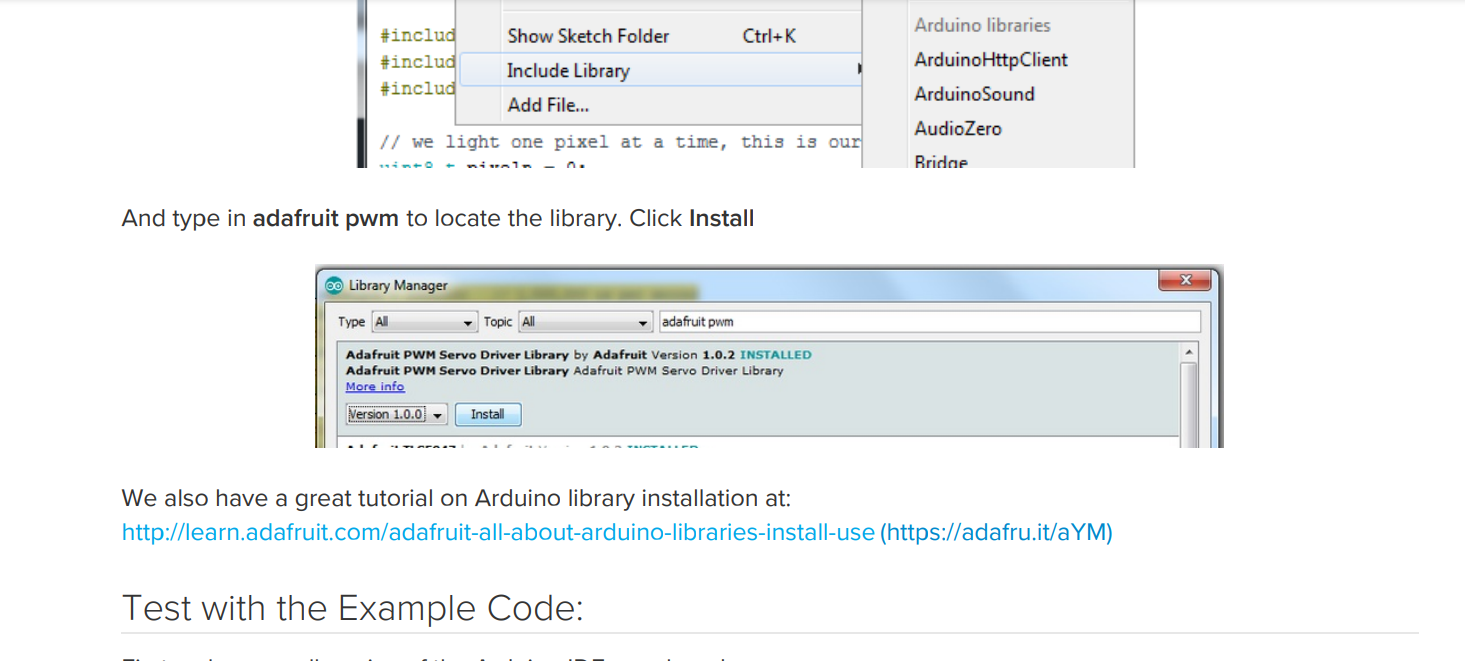 #includ
Show Sketch Folder Ctrl+K
Arduino libraries
#includ
Include Library
ArduinoHttpClient
#includ
Add File...
ArduinoSound
AudioZero
// we light one pixel at a time, this is our
Bridge
And type in adafruit pwm to locate the library. Click Install
Library Manager
Type All Topic All adafruit pwm
Adafruit PWM Servo Driver Library by Adafruit Version 1.0.2 INSTALLED
Adafruit PWM Servo Driver Library Adafruit PWM Servo Driver Library
More info
Version 1.0.0 Install
We also have a great tutorial on Arduino library installation at:
http://learn.adafruit.com/adafruit-all-about-arduino-libraries-install-use (https://adafru.it/aYM)
Test with the Example Code: